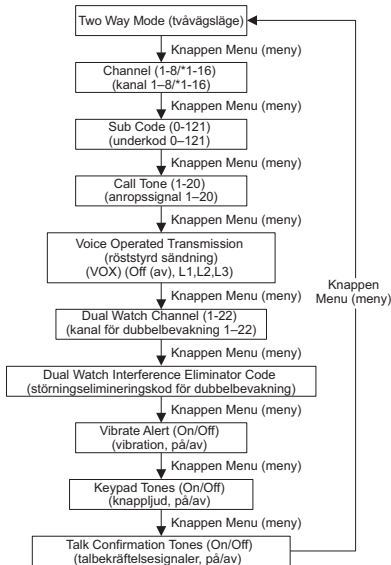 Two Way Mode (tvåvägsläge)
Knappen Menu (meny)
Channel (1-8/*1-16)
(kanal 1–8/*1-16)
Knappen Menu (meny)
Sub Code (0-121)
(underkod 0–121)
Knappen Menu (meny)
Call Tone (1-20)
(anropssignal 1–20)
Knappen Menu (meny)
Voice Operated Transmission
(röststyrd sändning)
(VOX) (Off (av), L1,L2,L3)
Knappen Menu (meny)
Dual Watch Channel (1-22)
(kanal för dubbelbevakning 1–22)
Knappen Menu (meny)
Dual Watch Interference Eliminator Code
(störningselimineringskod för dubbelbevakning)
Knappen Menu (meny)
Vibrate Alert (On/Off)
(vibration, på/av)
Knappen Menu (meny)
Keypad Tones (On/Off)
(knappljud, på/av)
Knappen Menu (meny)
Talk Confirmation Tones (On/Off)
(talbekräftelsesignaler, på/av)
Knappen
Menu (meny)